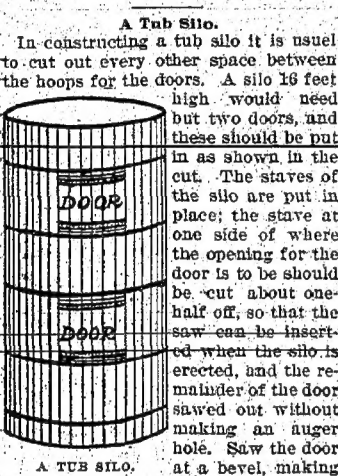 A Tub Silo.
In constructing a tub silo it is usuel
to cut out every other space between
the hoops for the doors. A silo 16 feet
high would need
but two doors, and
these should be put
in as shown in the
cut. The staves of
the silo are put in
place; the stave at
one side of where
the opening for the
door is to be should
be cut about one-
half off, so that the
saw can be insert-
ed when the silo is
erected, and the re-
mainder of the door
sawed out without
making an auger
hole. Saw the door
at a bevel, making
DOOR
DOOR
A TUB SILO.